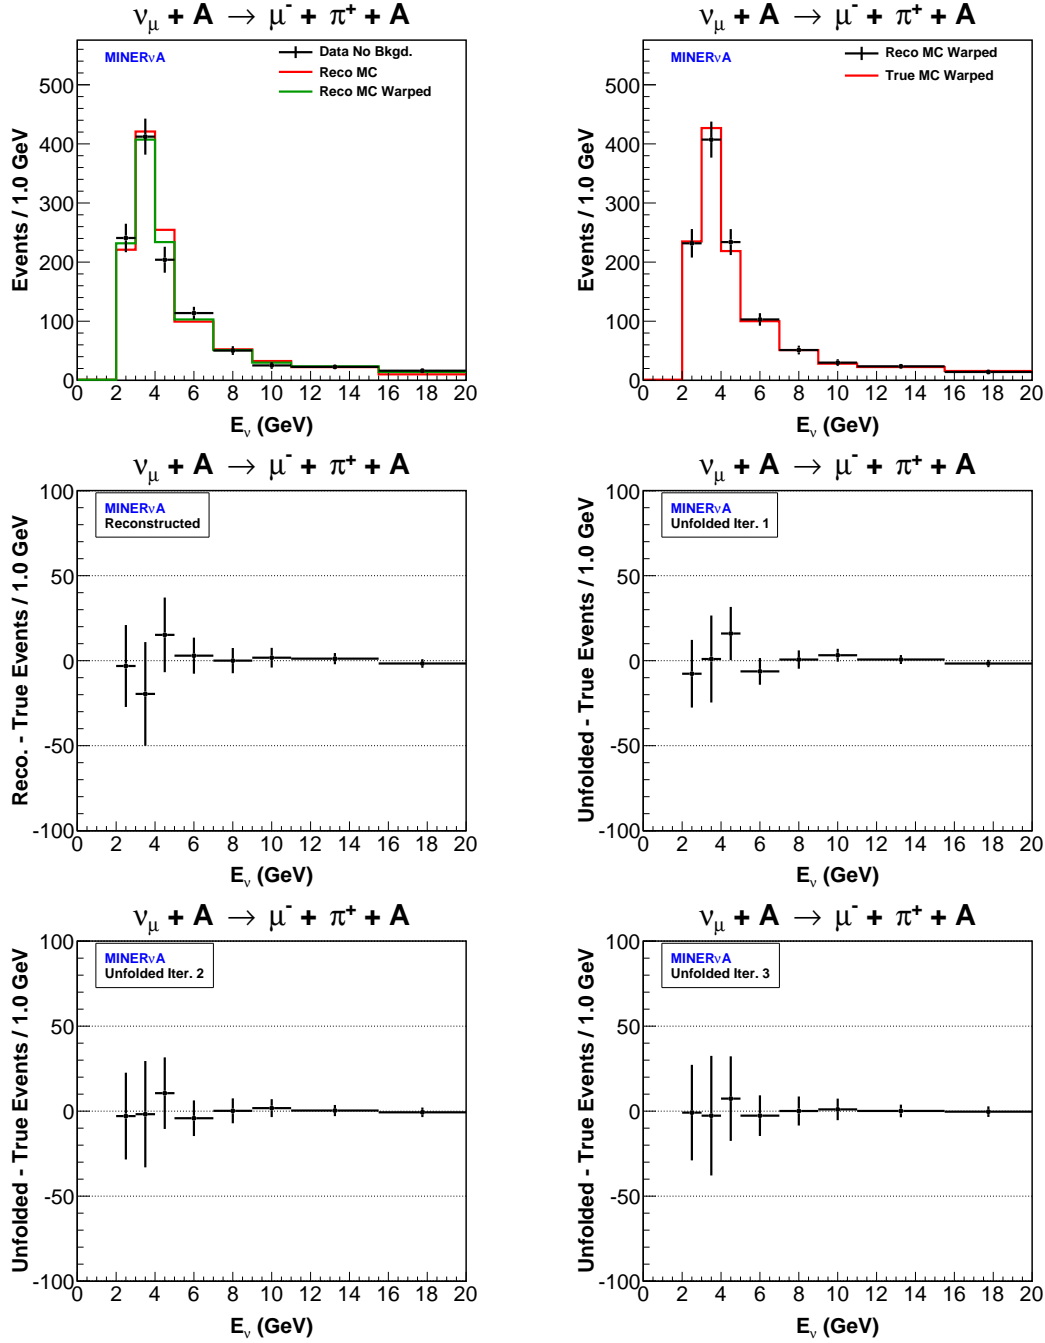 νμ + A → μ- + π+ + A
MINERνA
Data No Bkgd.
Reco MC
Reco MC Warped
Events / 1.0 GeV
500
400
300
200
100
0
0 2 4 6 8 10 12 14 16 18 20
Eν (GeV)
νμ + A → μ- + π+ + A
MINERνA
Reco MC Warped
True MC Warped
Events / 1.0 GeV
500
400
300
200
100
0
0 2 4 6 8 10 12 14 16 18 20
Eν (GeV)
νμ + A → μ- + π+ + A
MINERνA
Reconstructed
Reco. - True Events / 1.0 GeV
100
50
0
-50
-100
0 2 4 6 8 10 12 14 16 18 20
Eν (GeV)
νμ + A → μ- + π+ + A
MINERνA
Unfolded Iter. 1
Unfolded - True Events / 1.0 GeV
100
50
0
-50
-100
0 2 4 6 8 10 12 14 16 18 20
Eν (GeV)
νμ + A → μ- + π+ + A
MINERνA
Unfolded Iter. 2
Unfolded - True Events / 1.0 GeV
100
50
0
-50
-100
0 2 4 6 8 10 12 14 16 18 20
Eν (GeV)
νμ + A → μ- + π+ + A
MINERνA
Unfolded Iter. 3
Unfolded - True Events / 1.0 GeV
100
50
0
-50
-100
0 2 4 6 8 10 12 14 16 18 20
Eν (GeV)